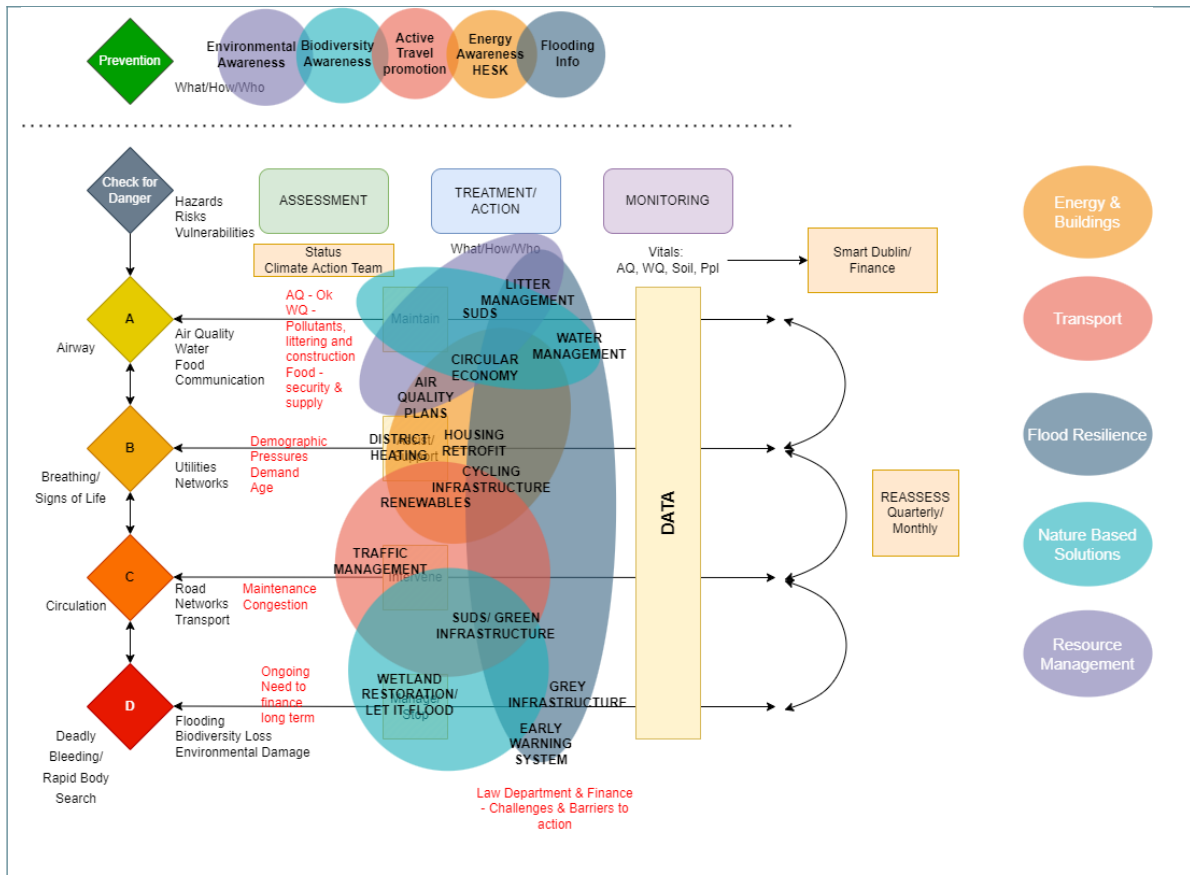 Prevention
What/How/Who
Environmental
Awareness
Biodiversity
Awareness
Active
Travel
promotion
Energy
Awareness
HESK
Flooding
Info
Check for
Danger
Hazards
Risks
Vulnerabilities
ASSESSMENT
TREATMENT/
ACTION
MONITORING
Status
Climate Action Team
What/How/Who
Vitals:
AQ, WQ, Soil, Ppl
Smart Dublin/
Finance
A
Airway
Air Quality
Water
Food
Communication
AQ - Ok
WQ -
Pollutants,
littering and
construction
Food -
security &
supply
Maintain
LITTER
MANAGEMENT
SUDS
WATER
MANAGEMENT
CIRCULAR
ECONOMY
AIR
QUALITY
PLANS
B
Breathing/
Signs of Life
Utilities
Networks
Demographic
Pressures
Demand
Age
Support
DISTRICT
HEATING
HOUSING
RETROFIT
CYCLING
INFRASTRUCTURE
RENEWABLES
DATA
REASSESS
Quarterly/
Monthly
C
Circulation
Road
Networks
Transport
Maintenance
Congestion
TRAFFIC
MANAGEMENT
Intervene
SUDS/ GREEN
INFRASTRUCTURE
D
Deadly
Bleeding/
Rapid Body
Search
Flooding
Biodiversity Loss
Environmental Damage
Ongoing
Need to
finance
long term
WETLAND
RESTORATION/
LET IT FLOOD
Manage/
Stop
GREY
INFRASTRUCTURE
EARLY
WARNING
SYSTEM
Law Department & Finance
- Challenges & Barriers to
action
Energy &
Buildings
Transport
Flood Resilience
Nature Based
Solutions
Resource
Management